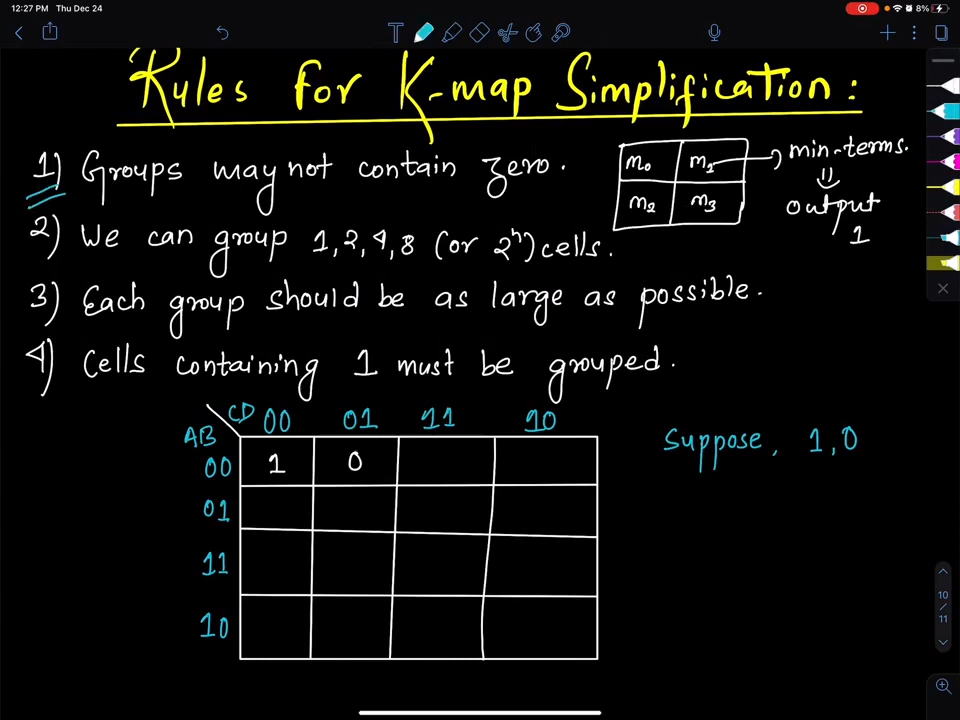 12:27 PM Thu Dec 24
8%
Rules for K-map Simplification :
1) Groups may not contain zero.
m0 m1 min-terms.
m2 m3 output
1
2) We can group 1, 2, 4, 8 (or 2^n) cells.
3) Each group should be as large as possible.
4) Cells containing 1 must be grouped.
CD 00 01 11 10
AB
00 1 0
01
11
10
Suppose, 1, 0
10
/
11